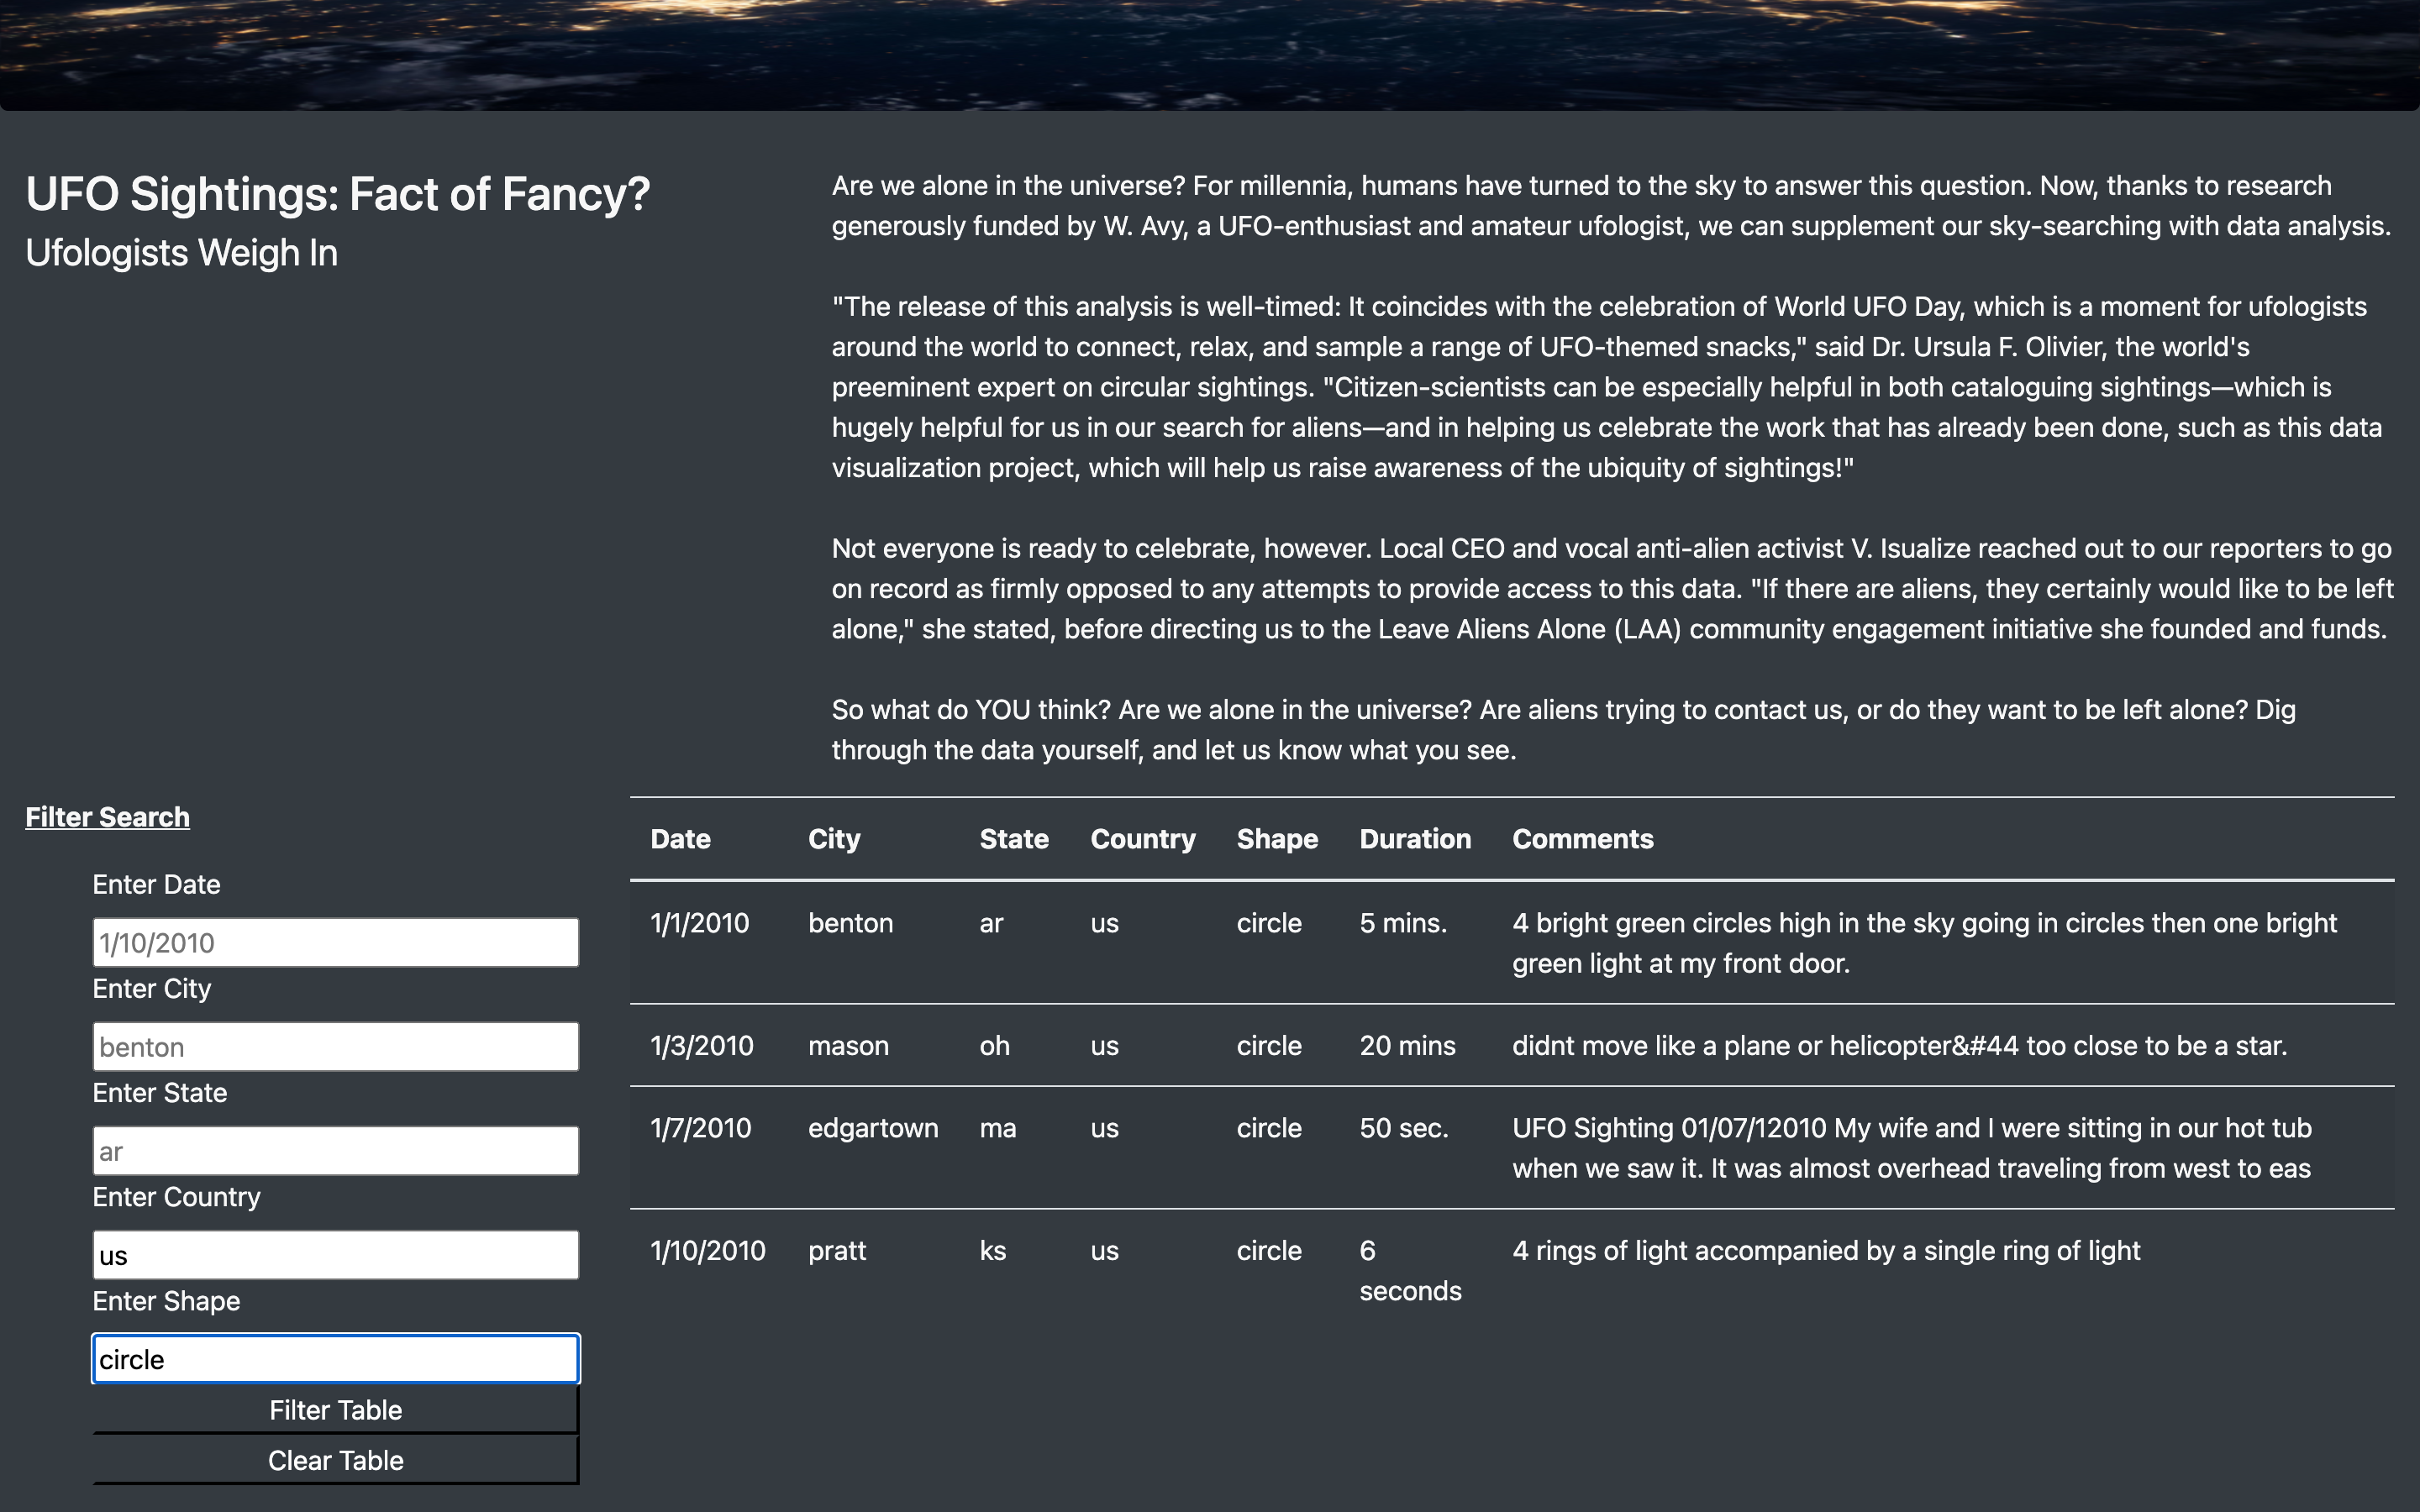 UFO Sightings: Fact of Fancy?
Ufologists Weigh In
Are we alone in the universe? For millennia, humans have turned to the sky to answer this question. Now, thanks to research
generously funded by W. Avy, a UFO-enthusiast and amateur ufologist, we can supplement our sky-searching with data analysis.
"The release of this analysis is well-timed: It coincides with the celebration of World UFO Day, which is a moment for ufologists
around the world to connect, relax, and sample a range of UFO-themed snacks," said Dr. Ursula F. Olivier, the world's
preeminent expert on circular sightings. "Citizen-scientists can be especially helpful in both cataloguing sightings—which is
hugely helpful for us in our search for aliens—and in helping us celebrate the work that has already been done, such as this data
visualization project, which will help us raise awareness of the ubiquity of sightings!"
Not everyone is ready to celebrate, however. Local CEO and vocal anti-alien activist V. Isualize reached out to our reporters to go
on record as firmly opposed to any attempts to provide access to this data. "If there are aliens, they certainly would like to be left
alone," she stated, before directing us to the Leave Aliens Alone (LAA) community engagement initiative she founded and funds.
So what do YOU think? Are we alone in the universe? Are aliens trying to contact us, or do they want to be left alone? Dig
through the data yourself, and let us know what you see.
Filter Search
Enter Date
1/10/2010
Enter City
benton
Enter State
ar
Enter Country
us
Enter Shape
circle
Filter Table
Clear Table
Date City State Country Shape Duration Comments
1/1/2010 benton ar us circle 5 mins. 4 bright green circles high in the sky going in circles then one bright
green light at my front door.
1/3/2010 mason oh us circle 20 mins didnt move like a plane or helicopter&#44 too close to be a star.
1/7/2010 edgartown ma us circle 50 sec. UFO Sighting 01/07/12010 My wife and I were sitting in our hot tub
when we saw it. It was almost overhead traveling from west to eas
1/10/2010 pratt ks us circle 6 4 rings of light accompanied by a single ring of light
seconds